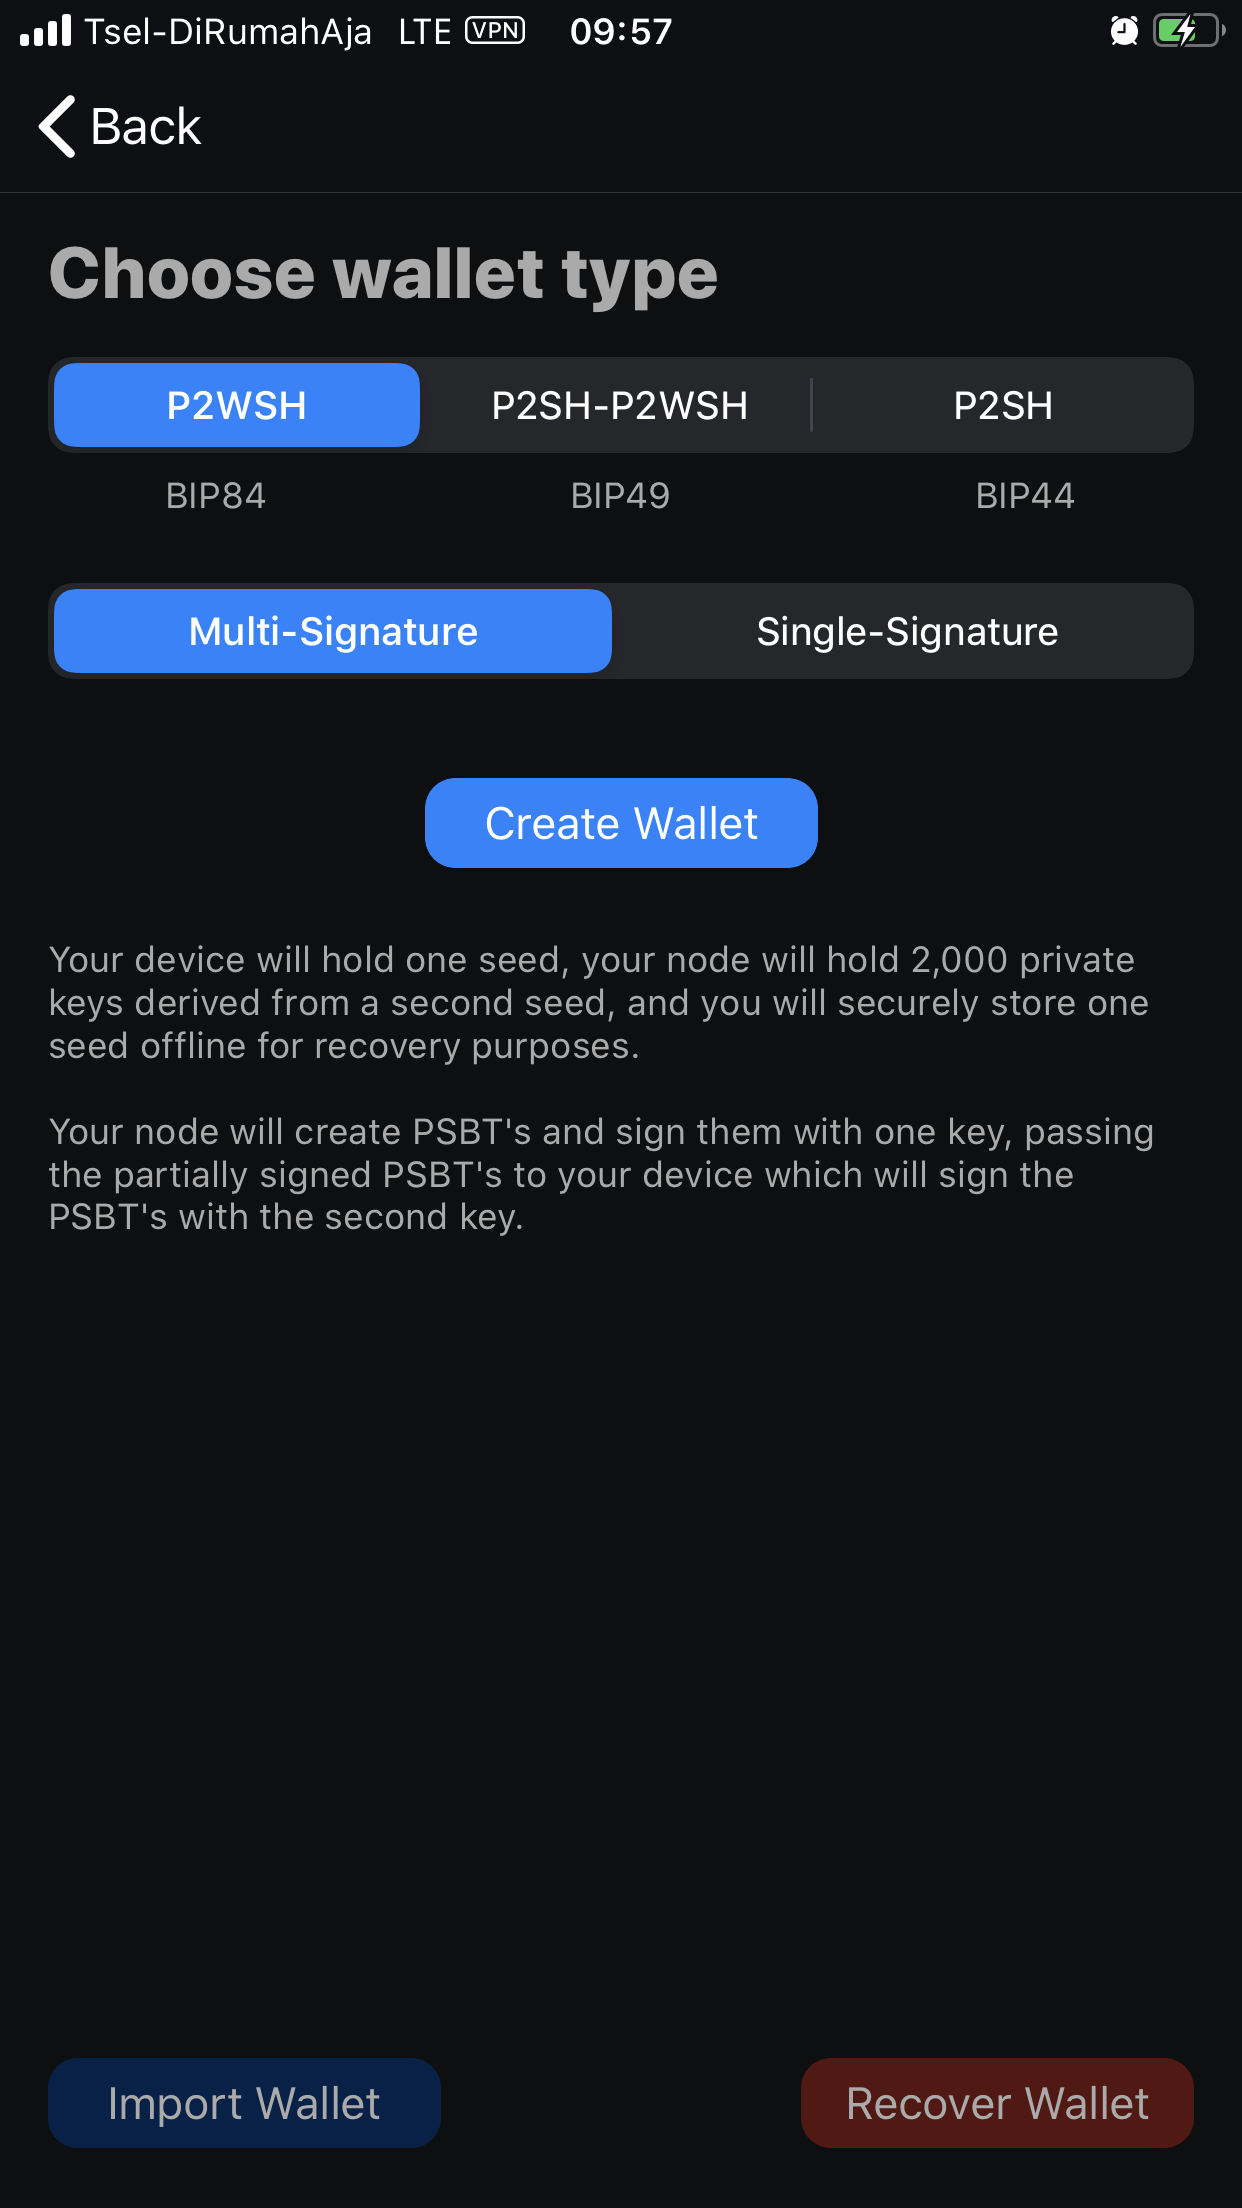 Tsel-DiRumahAja LTE VPN 09:57
Back
Choose wallet type
P2WSH P2SH-P2WSH P2SH
BIP84 BIP49 BIP44
Multi-Signature Single-Signature
Create Wallet
Your device will hold one seed, your node will hold 2,000 private
keys derived from a second seed, and you will securely store one
seed offline for recovery purposes.
Your node will create PSBT's and sign them with one key, passing
the partially signed PSBT's to your device which will sign the
PSBT's with the second key.
Import Wallet Recover Wallet